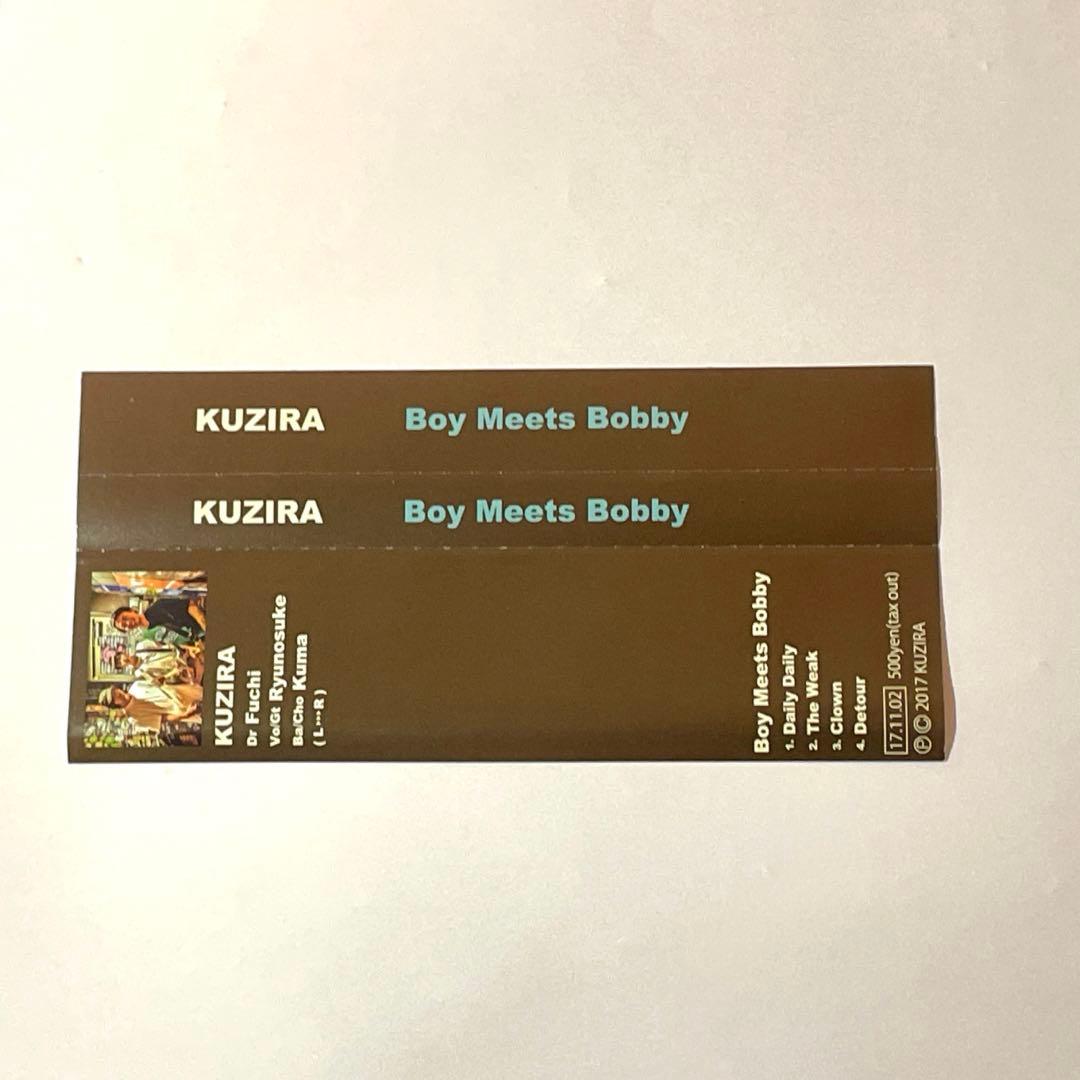 KUZIRA Boy Meets Bobby
KUZIRA Boy Meets Bobby
KUZIRA
Dr Fuchi
Vo/Gt Ryunosuke
Ba/Cho Kuma
( L ••• R )
Boy Meets Bobby
1. Daily Daily
2. The Weak
3. Clown
4. Detour
17.11.02 500yen(tax out)
Ⓟ © 2017 KUZIRA